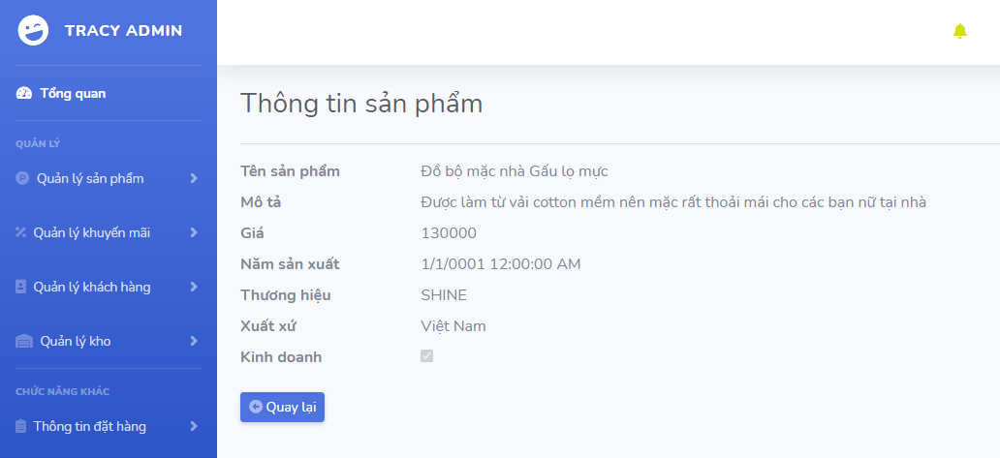 TRACY ADMIN
Tổng quan
QUẢN LÝ
Quản lý sản phẩm
Quản lý khuyến mãi
Quản lý khách hàng
Quản lý kho
CHỨC NĂNG KHÁC
Thông tin đặt hàng
Thông tin sản phẩm
Tên sản phẩm Đồ bộ mặc nhà Gấu lọ mực
Mô tả Được làm từ vải cotton mềm nên mặc rất thoải mái cho các bạn nữ tại nhà
Giá 130000
Năm sản xuất 1/1/0001 12:00:00 AM
Thương hiệu SHINE
Xuất xứ Việt Nam
Kinh doanh
Quay lại